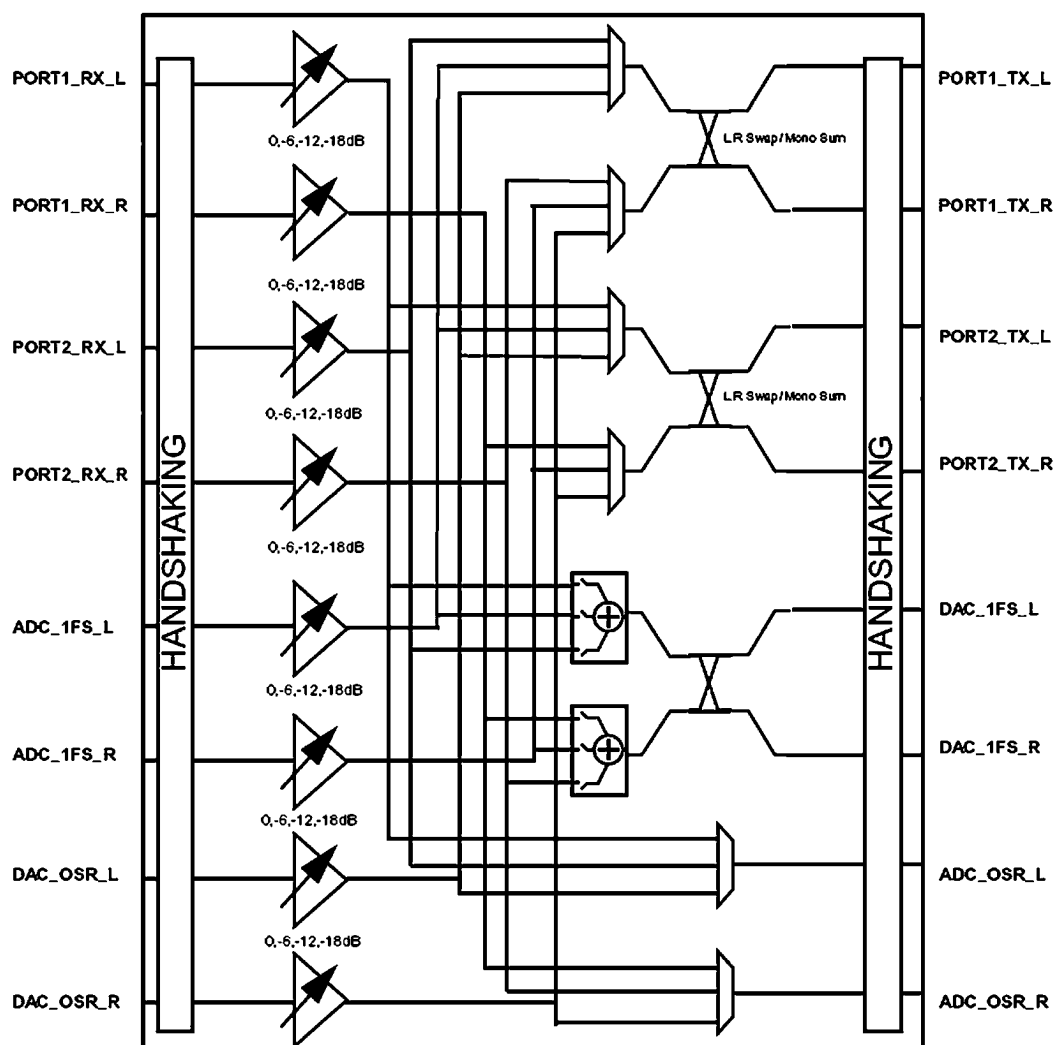 PORT1_RX_L
0,-6,-12,-18dB
PORT1_TX_L
LR Swap/Mono Sum
PORT1_RX_R
0,-6,-12,-18dB
PORT1_TX_R
PORT2_RX_L
0,-6,-12,-18dB
PORT2_TX_L
LR Swap/Mono Sum
PORT2_RX_R
0,-6,-12,-18dB
PORT2_TX_R
HANDSHAKING
HANDSHAKING
ADC_1FS_L
0,-6,-12,-18dB
DAC_1FS_L
ADC_1FS_R
0,-6,-12,-18dB
DAC_1FS_R
DAC_OSR_L
0,-6,-12,-18dB
ADC_OSR_L
DAC_OSR_R
ADC_OSR_R